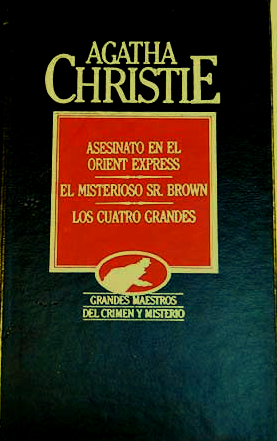 AGATHA
CHRISTIE
ASESINATO EN EL
ORIENT EXPRESS
EL MISTERIOSO SR. BROWN
LOS CUATRO GRANDES
GRANDES MAESTROS
DEL CRIMEN Y MISTERIO